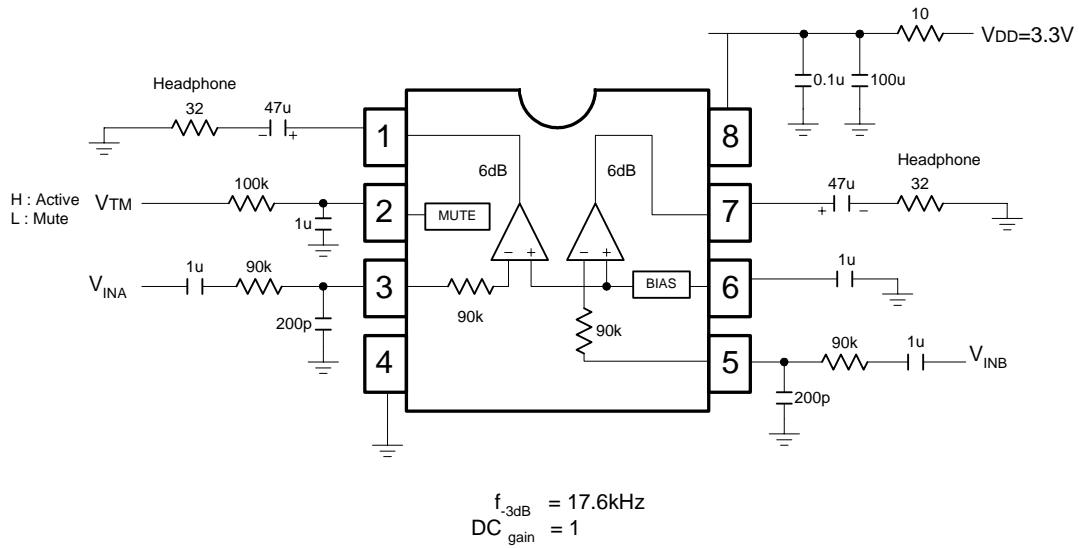 10
VDD=3.3V
0.1u
100u
Headphone
32
47u
1
8
6dB
6dB
Headphone
47u
32
H : Active
L : Mute
VTM
100k
1u
2
MUTE
7
+
−
− +
− +
− +
VINA
1u
90k
200p
3
90k
BIAS
6
1u
90k
4
5
90k
1u
VINB
200p
f-3dB = 17.6kHz
DC gain = 1